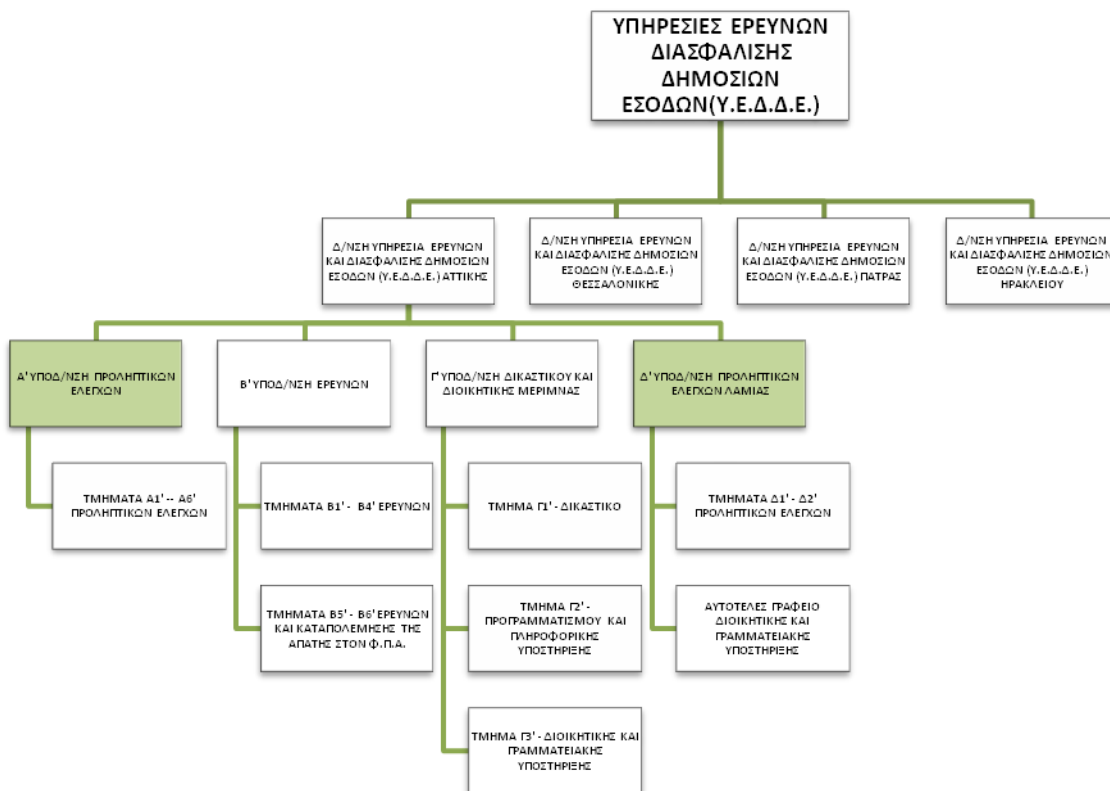 ΥΠΗΡΕΣΙΕΣ ΕΡΕΥΝΩΝ
ΔΙΑΣΦΑΛΙΣΗΣ
ΔΗΜΟΣΙΩΝ
ΕΣΟΔΩΝ(Υ.Ε.Δ.Δ.Ε.)
Δ/ΝΣΗ ΥΠΗΡΕΣΙΑ ΕΡΕΥΝΩΝ
ΚΑΙ ΔΙΑΣΦΑΛΙΣΗΣ ΔΗΜΟΣΙΩΝ
ΕΣΟΔΩΝ (Υ.Ε.Δ.Δ.Ε.) ΑΤΤΙΚΗΣ
Δ/ΝΣΗ ΥΠΗΡΕΣΙΑ ΕΡΕΥΝΩΝ
ΚΑΙ ΔΙΑΣΦΑΛΙΣΗΣ ΔΗΜΟΣΙΩΝ
ΕΣΟΔΩΝ (Υ.Ε.Δ.Δ.Ε.)
ΘΕΣΣΑΛΟΝΙΚΗΣ
Δ/ΝΣΗ ΥΠΗΡΕΣΙΑ ΕΡΕΥΝΩΝ
ΚΑΙ ΔΙΑΣΦΑΛΙΣΗΣ ΔΗΜΟΣΙΩΝ
ΕΣΟΔΩΝ (Υ.Ε.Δ.Δ.Ε.) ΠΑΤΡΑΣ
Δ/ΝΣΗ ΥΠΗΡΕΣΙΑ ΕΡΕΥΝΩΝ
ΚΑΙ ΔΙΑΣΦΑΛΙΣΗΣ ΔΗΜΟΣΙΩΝ
ΕΣΟΔΩΝ (Υ.Ε.Δ.Δ.Ε.)
ΗΡΑΚΛΕΙΟΥ
Α' ΥΠΟΔ/ΝΣΗ ΠΡΟΛΗΠΤΙΚΩΝ
ΕΛΕΓΧΩΝ
Β' ΥΠΟΔ/ΝΣΗ ΕΡΕΥΝΩΝ
Γ' ΥΠΟΔ/ΝΣΗ ΔΙΚΑΣΤΙΚΟΥ ΚΑΙ
ΔΙΟΙΚΗΤΙΚΗΣ ΜΕΡΙΜΝΑΣ
Δ' ΥΠΟΔ/ΝΣΗ ΠΡΟΛΗΠΤΙΚΩΝ
ΕΛΕΓΧΩΝ ΛΑΜΙΑΣ
ΤΜΗΜΑΤΑ Α1' -- Α6'
ΠΡΟΛΗΠΤΙΚΩΝ ΕΛΕΓΧΩΝ
ΤΜΗΜΑΤΑ Β1' - Β4' ΕΡΕΥΝΩΝ
ΤΜΗΜΑ Γ1' - ΔΙΚΑΣΤΙΚΟ
ΤΜΗΜΑΤΑ Δ1' - Δ2'
ΠΡΟΛΗΠΤΙΚΩΝ ΕΛΕΓΧΩΝ
ΤΜΗΜΑΤΑ Β5' - Β6' ΕΡΕΥΝΩΝ
ΚΑΙ ΚΑΤΑΠΟΛΕΜΗΣΗΣ ΤΗΣ
ΑΠΑΤΗΣ ΣΤΟΝ Φ.Π.Α.
ΤΜΗΜΑ Γ2' -
ΠΡΟΓΡΑΜΜΑΤΙΣΜΟΥ ΚΑΙ
ΠΛΗΡΟΦΟΡΙΚΗΣ
ΥΠΟΣΤΗΡΙΞΗΣ
ΑΥΤΟΤΕΛΕΣ ΓΡΑΦΕΙΟ
ΔΙΟΙΚΗΤΙΚΗΣ ΚΑΙ
ΓΡΑΜΜΑΤΕΙΑΚΗΣ
ΥΠΟΣΤΗΡΙΞΗΣ
ΤΜΗΜΑ Γ3' - ΔΙΟΙΚΗΤΙΚΗΣ ΚΑΙ
ΓΡΑΜΜΑΤΕΙΑΚΗΣ
ΥΠΟΣΤΗΡΙΞΗΣ